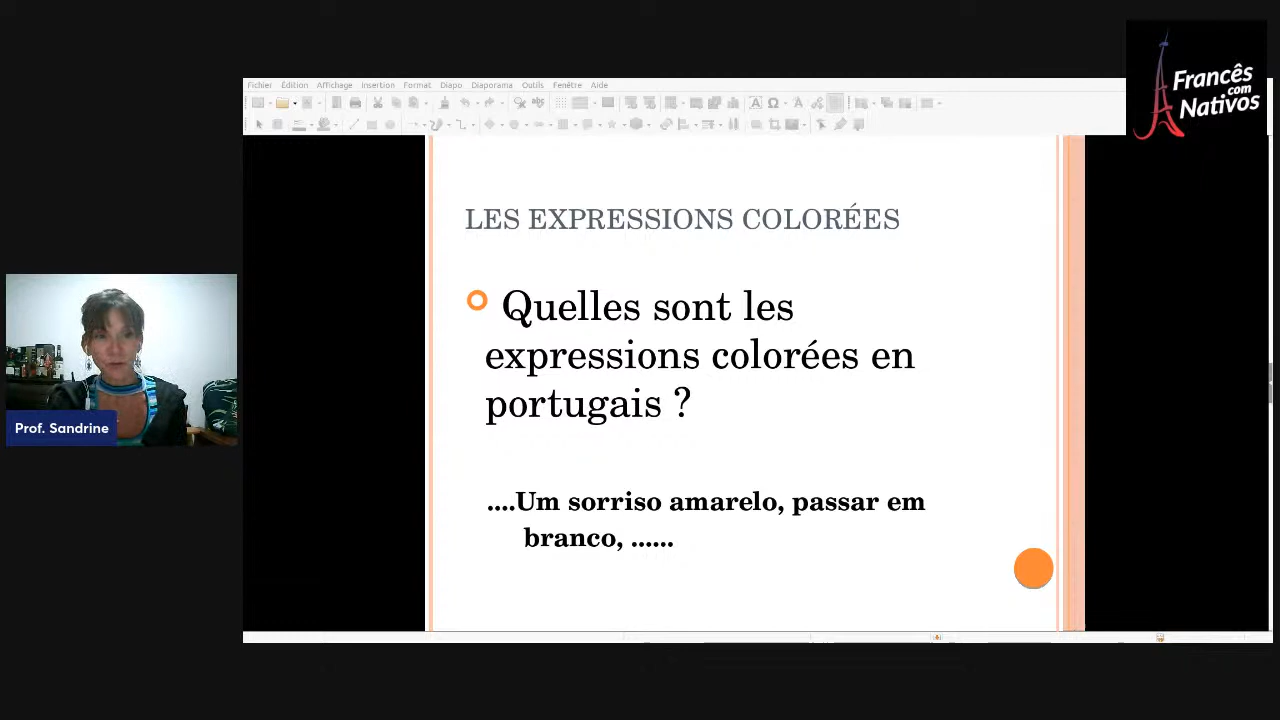 Francês
com
Nativos
Fichier Édition Affichage Insertion Format Diapo Diaporama Outils Fenêtre Aide
LES EXPRESSIONS COLORÉES
Quelles sont les
expressions colorées en
portugais ?
....Um sorriso amarelo, passar em
branco, ......
Prof. Sandrine